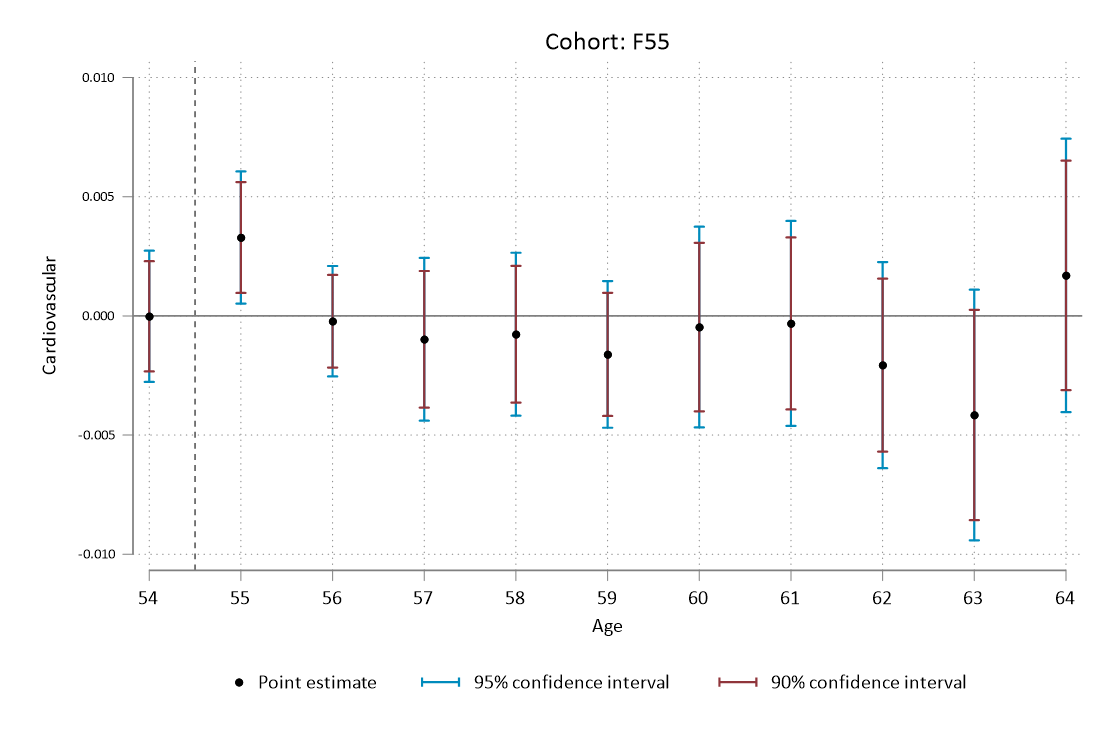 Cohort: F55
0.010
0.005
0.000
-0.005
-0.010
Cardiovascular
54 55 56 57 58 59 60 61 62 63 64
Age
Point estimate 95% confidence interval 90% confidence interval